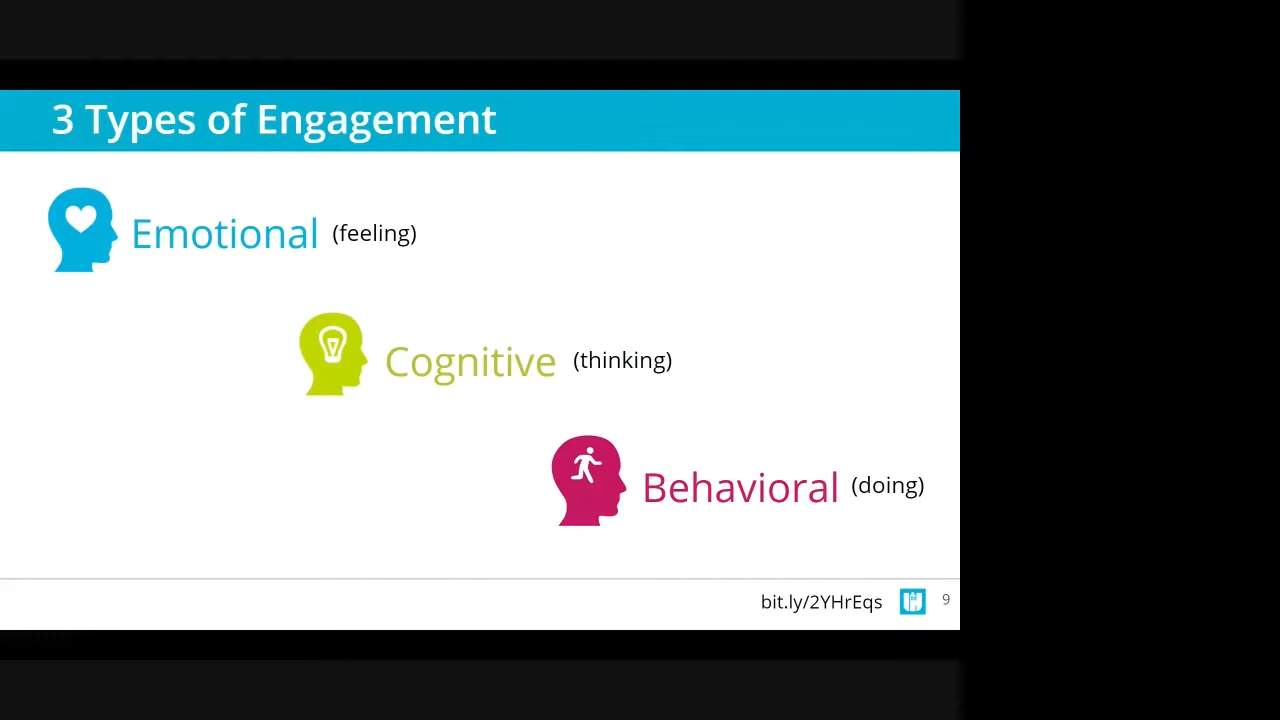 3 Types of Engagement
Emotional (feeling)
Cognitive (thinking)
Behavioral (doing)
bit.ly/2YHrEqs 9